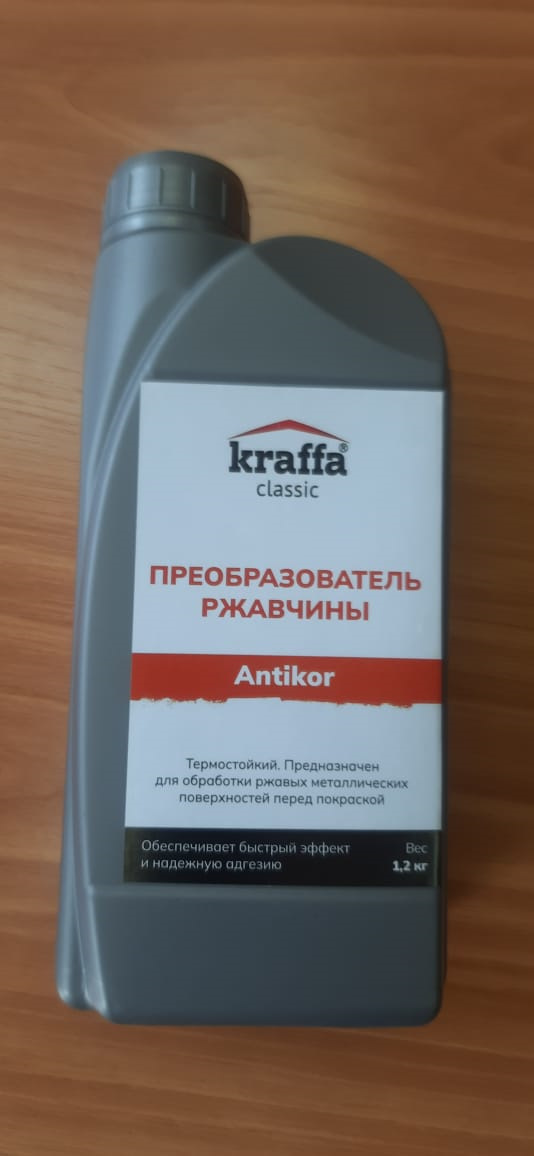 kraffa®
classic
ПРЕОБРАЗОВАТЕЛЬ
РЖАВЧИНЫ
Antikor
Термостойкий. Предназначен
для обработки ржавых металлических
поверхностей перед покраской
Обеспечивает быстрый эффект
и надежную адгезию
Вес
1,2 кг